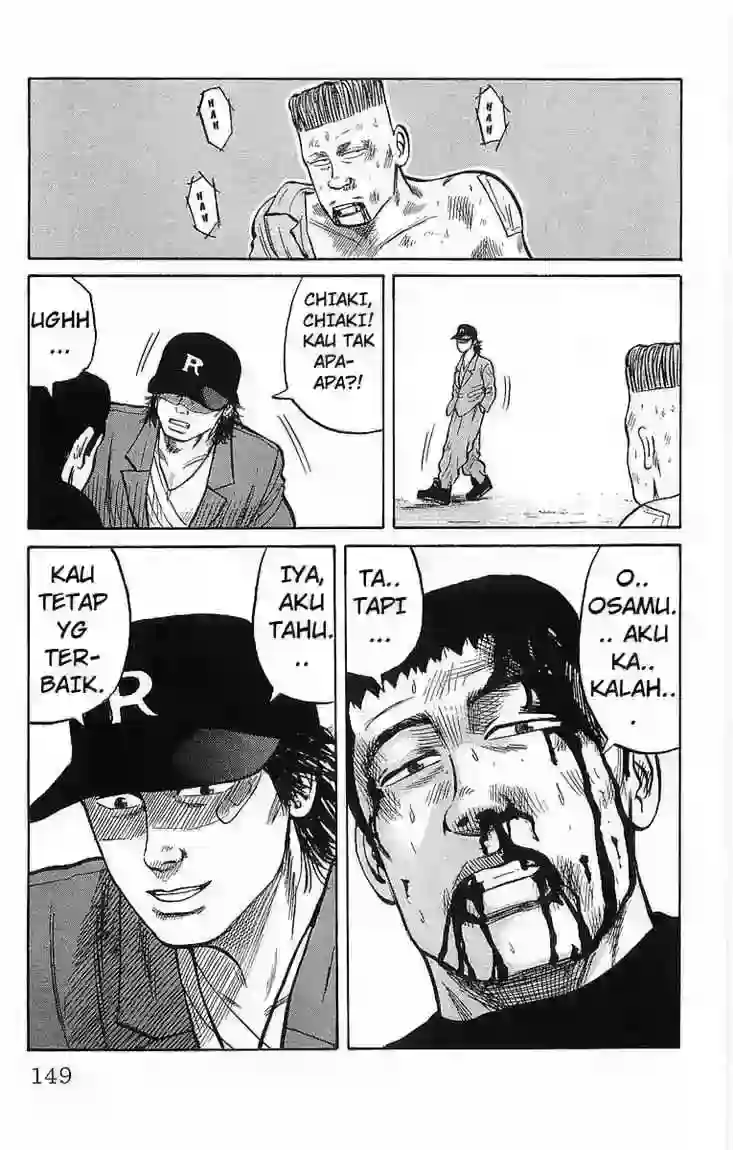 HAH
HAH
HAH
CHIAKI,
CHIAKI!
KAU TAK
APA-
APA?!
UGHH
...
R
O..
OSAMU.
.. AKU
KA..
KALAH..
.
TA..
TAPI
...
IYA,
AKU
TAHU.
..
KAU
TETAP
YG
TER-
BAIK.
R
149